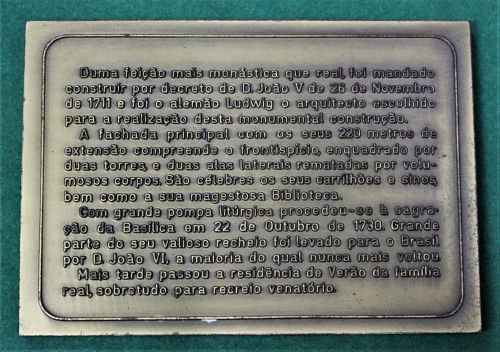 Duma feição mais monástica que real, foi mandado
construir por decreto de D. João V de 26 de Novembro
de 1711 e foi o alemão Ludwig o arquitecto escolhido
para a realização desta monumental construção.
A fachada principal com os seus 220 metros de
extensão compreende o frontispício, enquadrado por
duas torres, e duas alas laterais rematadas por volu-
mosos corpos. São célebres os seus carrilhões e sinos,
bem como a sua magestosa Biblioteca.
Com grande pompa litúrgica procedeu-se à sagra-
ção da Basílica em 22 de Outubro de 1730. Grande
parte do seu valioso recheio foi levado para o Brasil
por D. João VI, a maioria do qual nunca mais voltou.
Mais tarde passou a residência de Verão da família
real, sobretudo para recreio venatório.